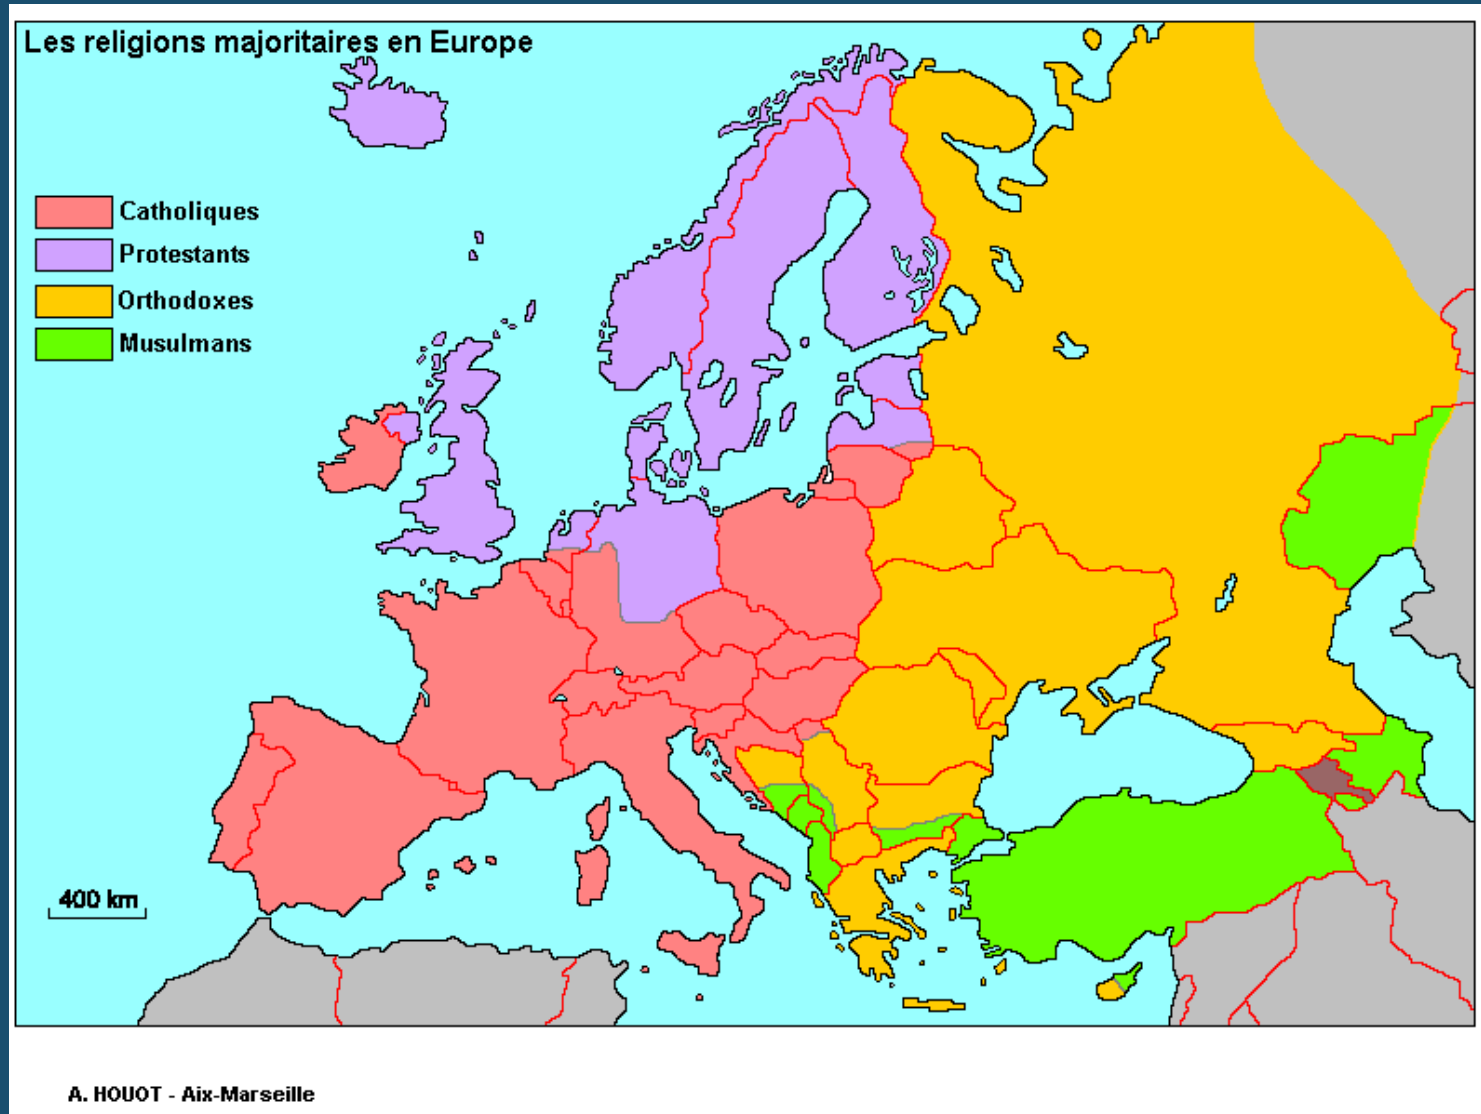 Les religions majoritaires en Europe
Catholiques
Protestants
Orthodoxes
Musulmans
400 km
A. HOUOT - Aix-Marseille